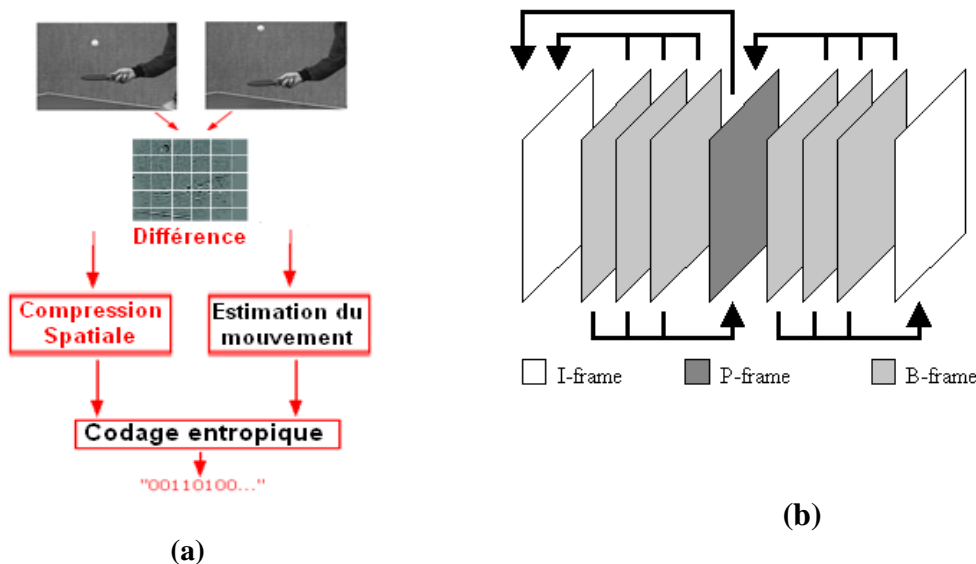 Différence
Compression
Spatiale
Estimation du
mouvement
Codage entropique
"00110100..."
(a)
I-frame
P-frame
B-frame
(b)